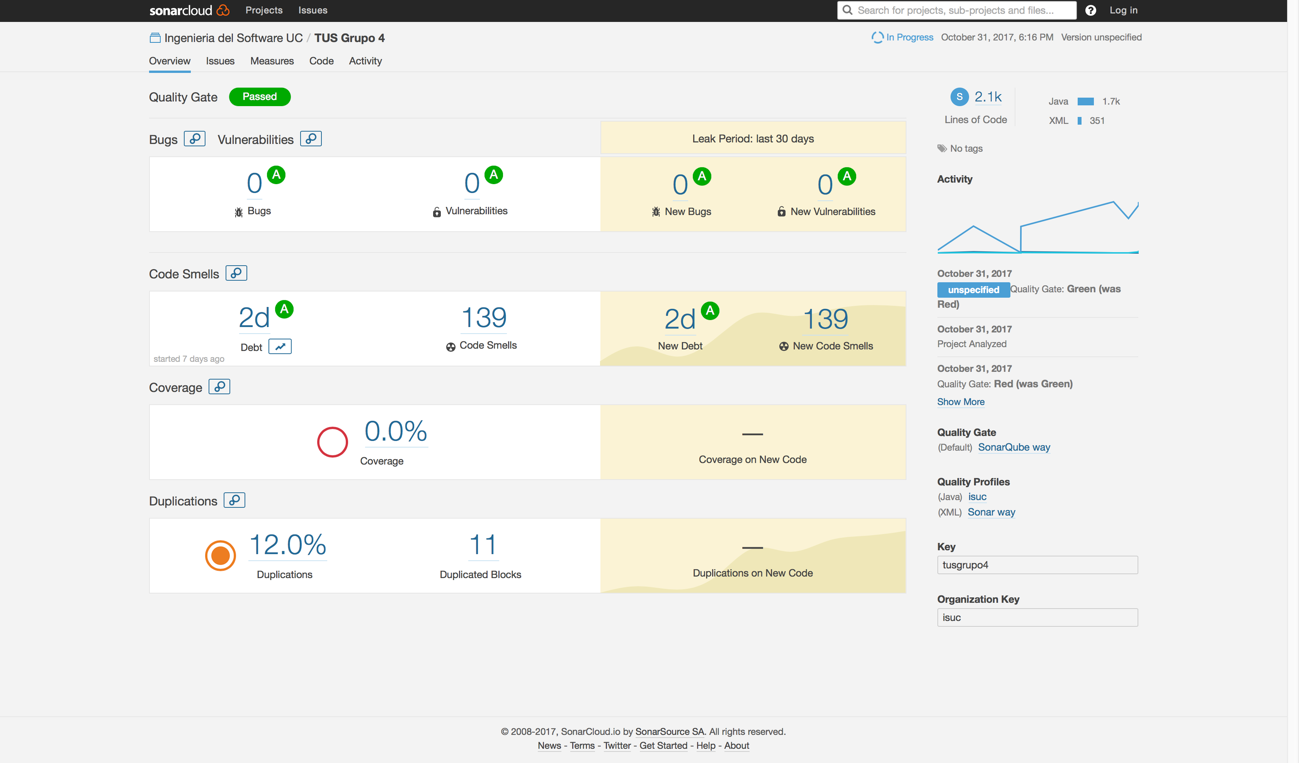 sonarcloud Projects Issues Search for projects, sub-projects and files... ? Log in
Ingenieria del Software UC / TUS Grupo 4 In Progress October 31, 2017, 6:16 PM Version unspecified
Overview Issues Measures Code Activity
Quality Gate Passed
Bugs Vulnerabilities
Leak Period: last 30 days
0 A
Bugs
0 A
Vulnerabilities
0 A
New Bugs
0 A
New Vulnerabilities
Code Smells
2d A
Debt
started 7 days ago
139
Code Smells
2d A
New Debt
139
New Code Smells
Coverage
0.0%
Coverage
—
Coverage on New Code
Duplications
12.0%
Duplications
11
Duplicated Blocks
—
Duplications on New Code
S 2.1k
Lines of Code
Java 1.7k
XML 351
No tags
Activity
October 31, 2017
unspecified Quality Gate: Green (was
Red)
October 31, 2017
Project Analyzed
October 31, 2017
Quality Gate: Red (was Green)
Show More
Quality Gate
(Default) SonarQube way
Quality Profiles
(Java) isuc
(XML) Sonar way
Key
tusgrupo4
Organization Key
isuc
© 2008-2017, SonarCloud.io by SonarSource SA. All rights reserved.
News - Terms - Twitter - Get Started - Help - About